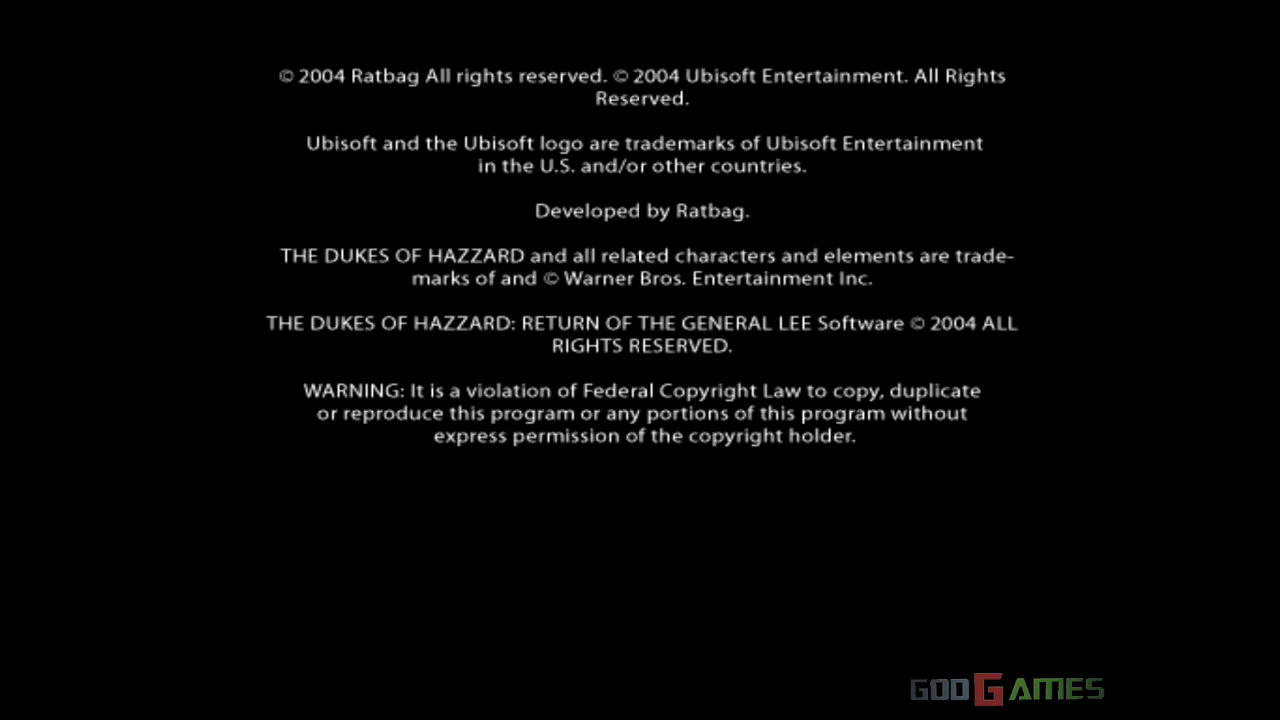 © 2004 Ratbag All rights reserved. © 2004 Ubisoft Entertainment. All Rights
Reserved.
Ubisoft and the Ubisoft logo are trademarks of Ubisoft Entertainment
in the U.S. and/or other countries.
Developed by Ratbag.
THE DUKES OF HAZZARD and all related characters and elements are trade-
marks of and © Warner Bros. Entertainment Inc.
THE DUKES OF HAZZARD: RETURN OF THE GENERAL LEE Software © 2004 ALL
RIGHTS RESERVED.
WARNING: It is a violation of Federal Copyright Law to copy, duplicate
or reproduce this program or any portions of this program without
express permission of the copyright holder.
GODGAMES